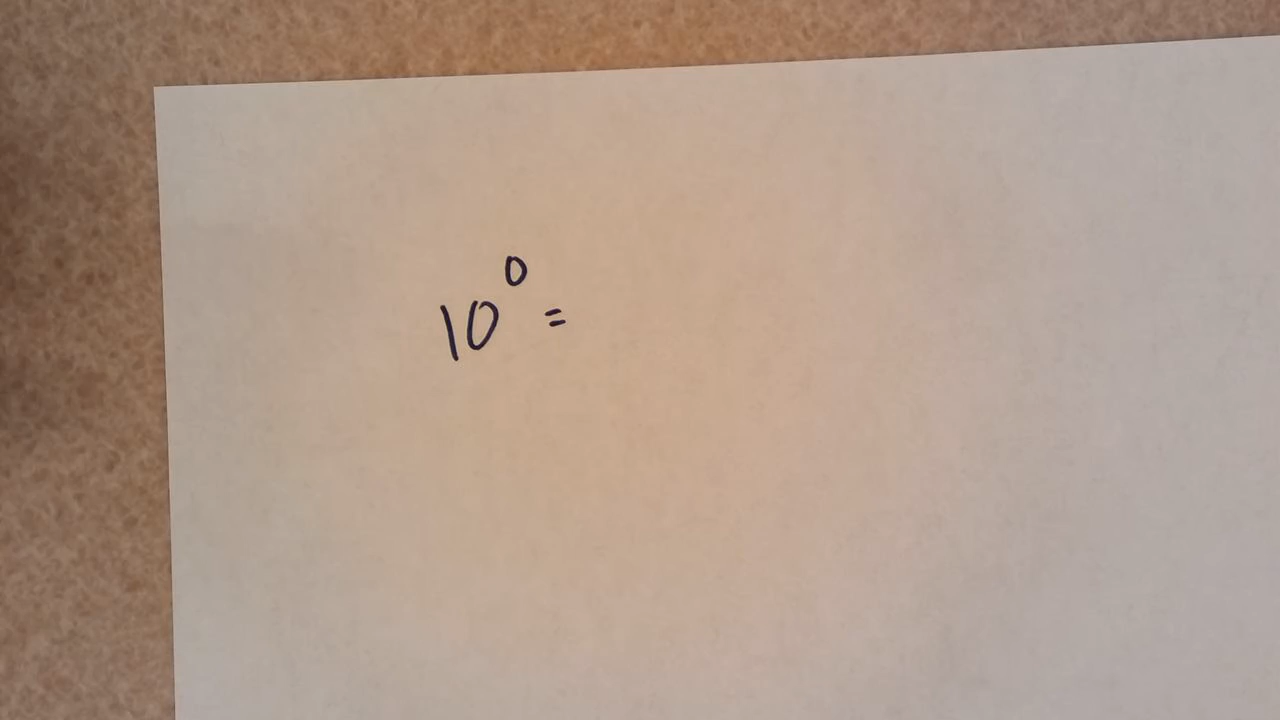 10⁰ =